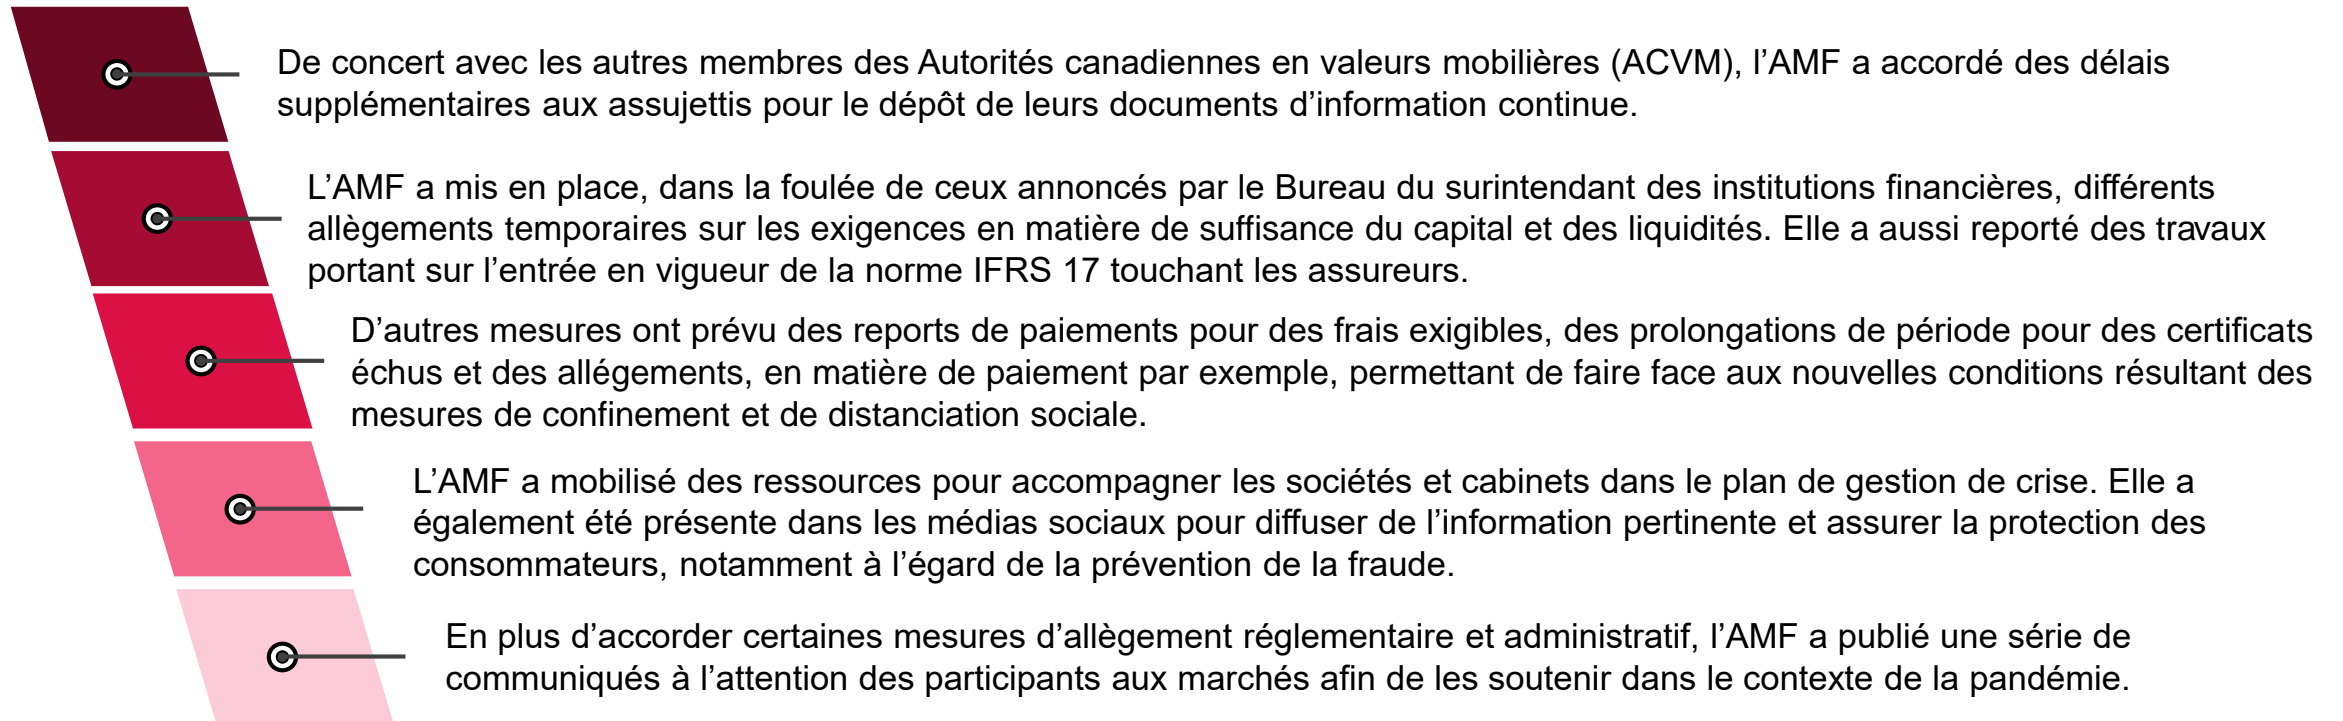 De concert avec les autres membres des Autorités canadiennes en valeurs mobilières (ACVM), l’AMF a accordé des délais
supplémentaires aux assujettis pour le dépôt de leurs documents d’information continue.
L’AMF a mis en place, dans la foulée de ceux annoncés par le Bureau du surintendant des institutions financières, différents
allègements temporaires sur les exigences en matière de suffisance du capital et des liquidités. Elle a aussi reporté des travaux
portant sur l’entrée en vigueur de la norme IFRS 17 touchant les assureurs.
D’autres mesures ont prévu des reports de paiements pour des frais exigibles, des prolongations de période pour des certificats
échus et des allégements, en matière de paiement par exemple, permettant de faire face aux nouvelles conditions résultant des
mesures de confinement et de distanciation sociale.
L’AMF a mobilisé des ressources pour accompagner les sociétés et cabinets dans le plan de gestion de crise. Elle a
également été présente dans les médias sociaux pour diffuser de l’information pertinente et assurer la protection des
consommateurs, notamment à l’égard de la prévention de la fraude.
En plus d’accorder certaines mesures d’allègement réglementaire et administratif, l’AMF a publié une série de
communiqués à l’attention des participants aux marchés afin de les soutenir dans le contexte de la pandémie.